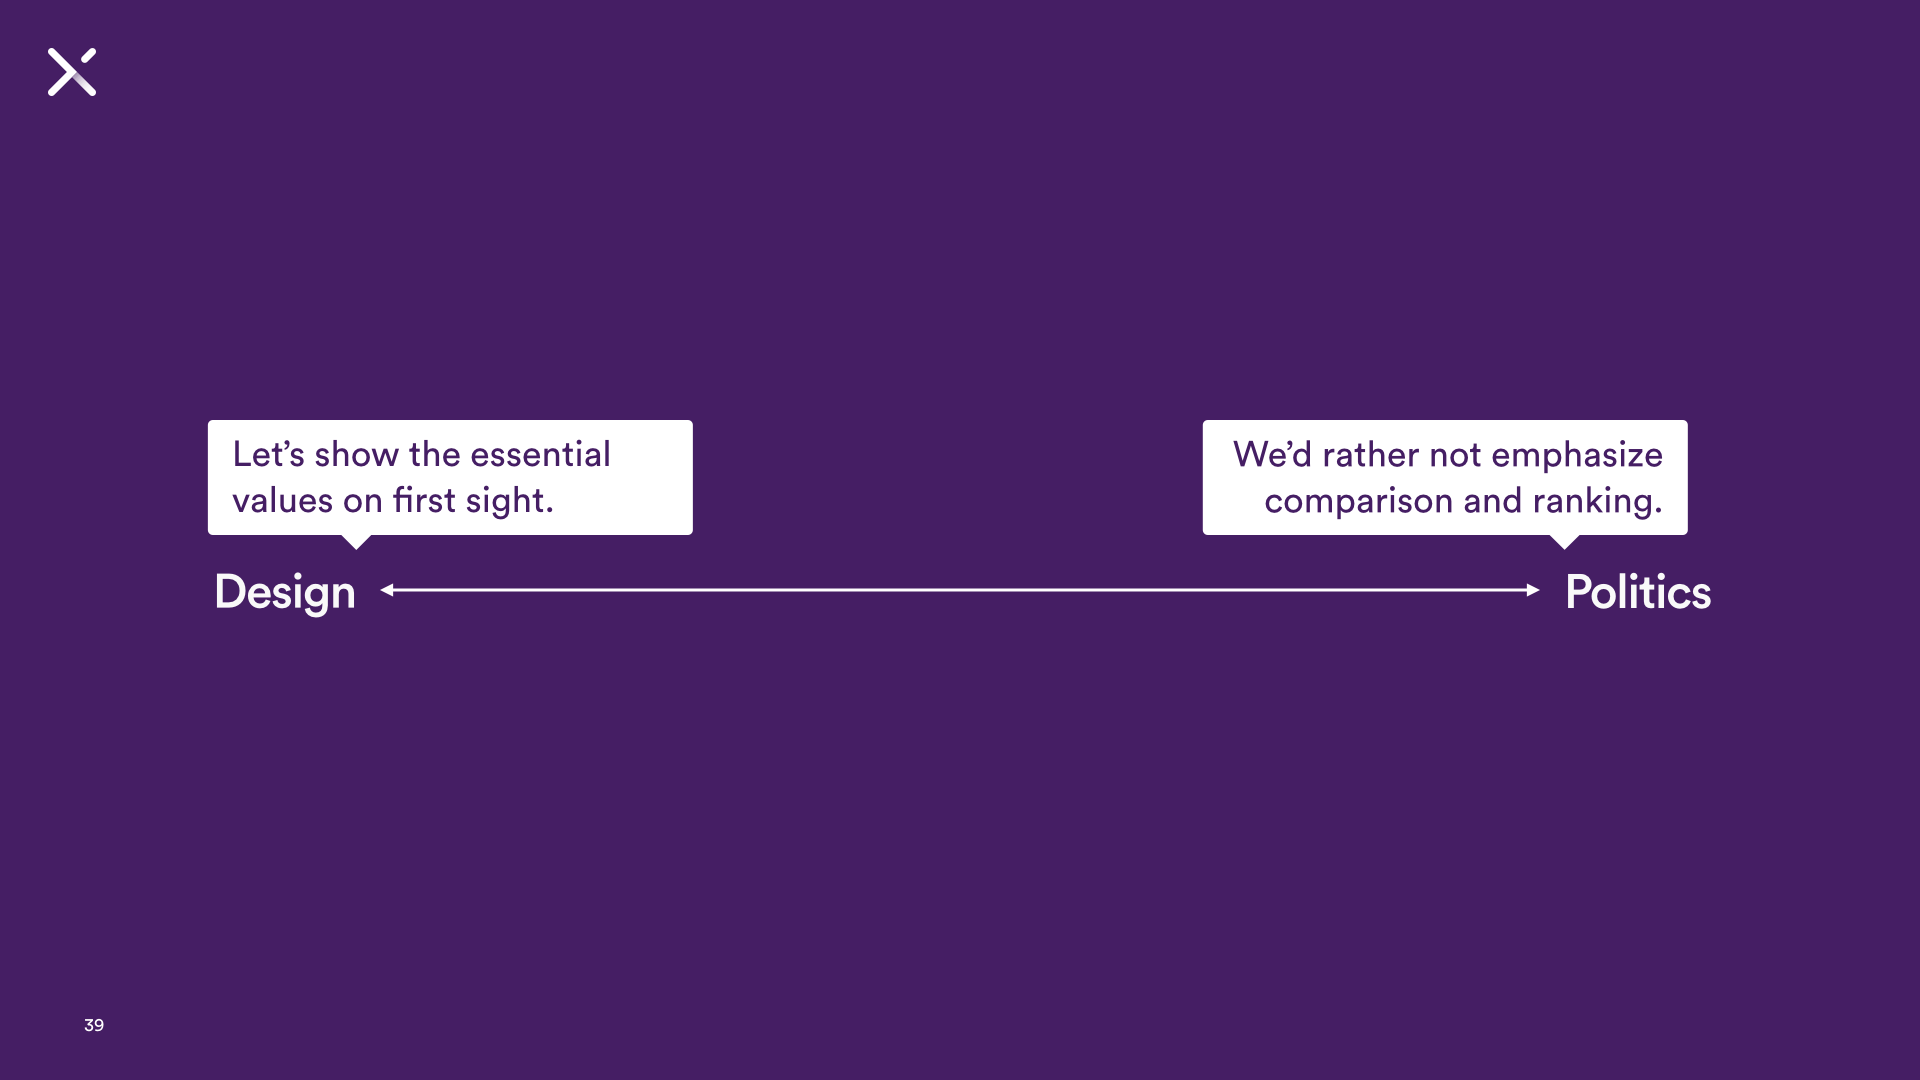 Let’s show the essential
values on first sight.
We’d rather not emphasize
comparison and ranking.
Design
Politics
39